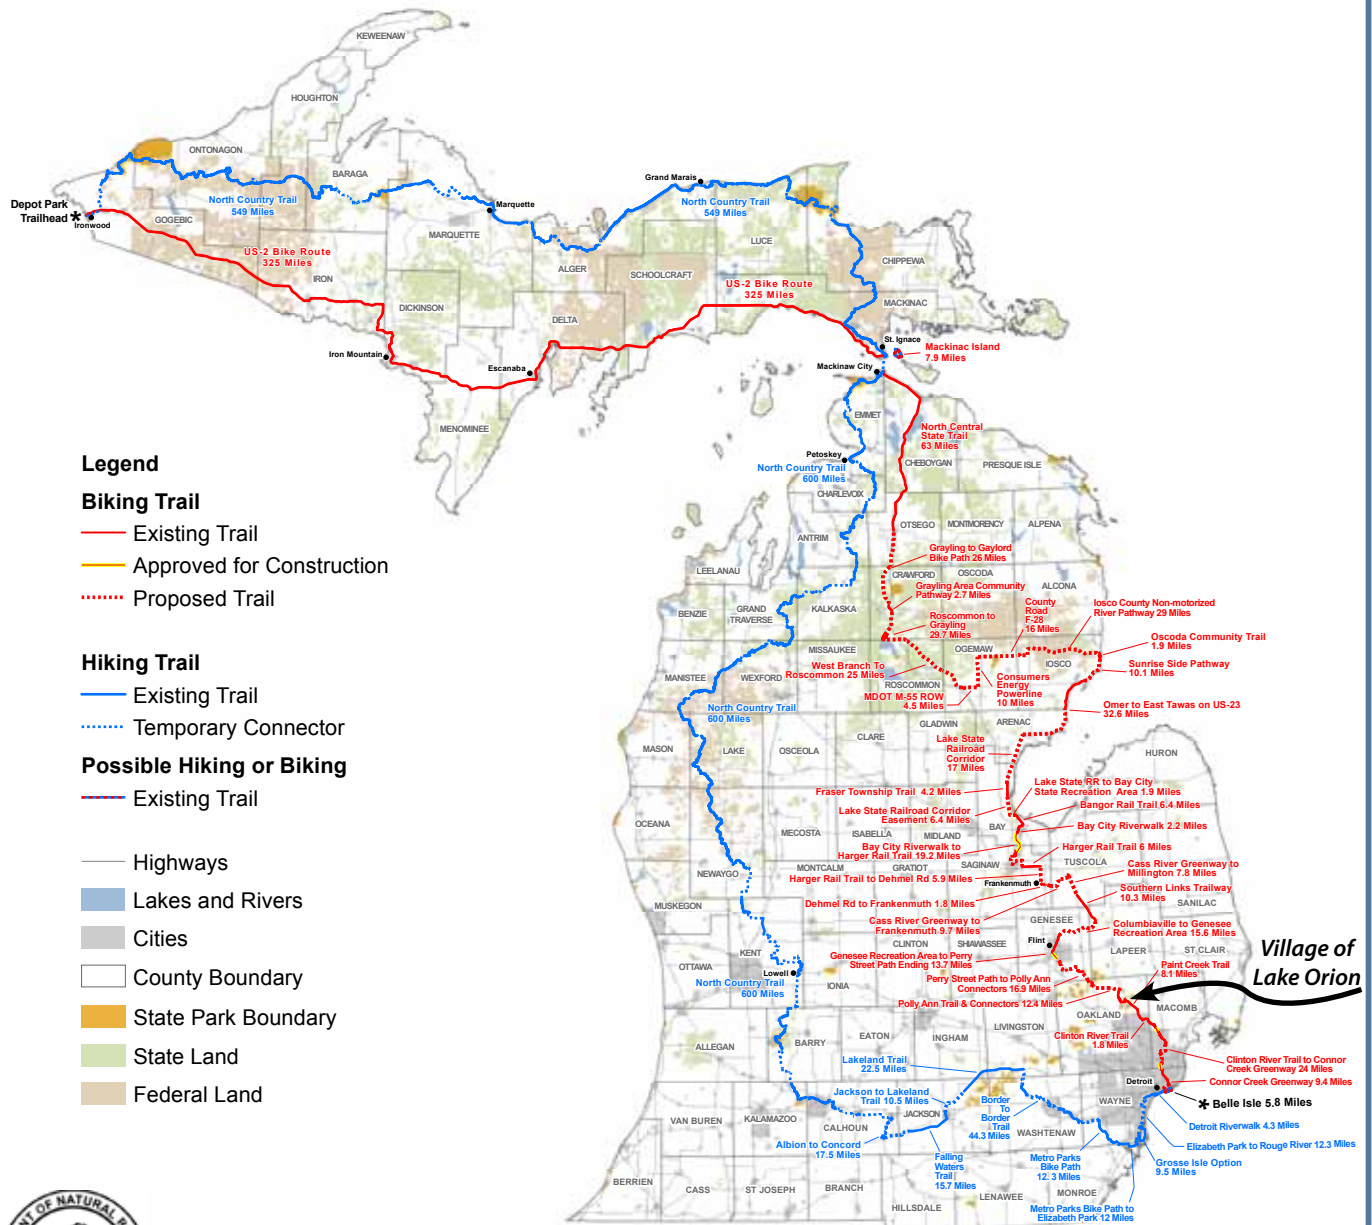 KEWEENAW
HOUGHTON
ONTONAGON
BARAGA
Grand Marais
North Country Trail
549 Miles
North Country Trail
549 Miles
Marquette
Depot Park
Trailhead
*
Ironwood
GOGEBIC
MARQUETTE
LUCE
US-2 Bike Route
325 Miles
ALGER
SCHOOLCRAFT
CHIPPEWA
IRON
US-2 Bike Route
325 Miles
DICKINSON
DELTA
MACKINAC
St. Ignace
Mackinac Island
7.9 Miles
Iron Mountain
Escanaba
Mackinaw City
MENOMINEE
EMMET
North Central
State Trail
63 Miles
Petoskey
North Country Trail
600 Miles
CHEBOYGAN
PRESQUE ISLE
CHARLEVOIX
OTSEGO
MONTMORENCY
ALPENA
ANTRIM
Grayling to Gaylord
Bike Path 26 Miles
LEELANAU
CRAWFORD
OSCODA
ALCONA
Grayling Area Community
Pathway 2.7 Miles
BENZIE
GRAND
TRAVERSE
KALKASKA
Roscommon to
Grayling
29.7 Miles
County
Road
F-28
16 Miles
Iosco County Non-motorized
River Pathway 29 Miles
Oscoda Community Trail
1.9 Miles
MISSAUKEE
OGEMAW
IOSCO
Sunrise Side Pathway
10.1 Miles
MANISTEE
WEXFORD
West Branch To
Roscommon 25 Miles
ROSCOMMON
Consumers
Energy
Powerline
10 Miles
MDOT M-55 ROW
4.5 Miles
Omer to East Tawas on US-23
32.6 Miles
North Country Trail
600 Miles
GLADWIN
ARENAC
CLARE
MASON
LAKE
OSCEOLA
Lake State
Railroad
Corridor
17 Miles
HURON
Lake State RR to Bay City
State Recreation Area 1.9 Miles
Fraser Township Trail 4.2 Miles
Bangor Rail Trail 6.4 Miles
Lake State Railroad Corridor
Easement 6.4 Miles
OCEANA
MECOSTA
ISABELLA
MIDLAND
BAY
Bay City Riverwalk 2.2 Miles
Bay City Riverwalk to
Harger Rail Trail 19.2 Miles
Harger Rail Trail 6 Miles
NEWAYGO
MONTCALM
GRATIOT
SAGINAW
TUSCOLA
Cass River Greenway to
Millington 7.8 Miles
Harger Rail Trail to Dehmel Rd 5.9 Miles
Frankenmuth
Southern Links Trailway
10.3 Miles
SANILAC
Dehmel Rd to Frankenmuth 1.8 Miles
MUSKEGON
Cass River Greenway to
Frankenmuth 9.7 Miles
GENESEE
Columbiaville to Genesee
Recreation Area 15.6 Miles
KENT
CLINTON
SHIAWASSEE
Flint
LAPEER
ST CLAIR
Genesee Recreation Area to Perry
Street Path Ending 13.7 Miles
Village of
Lake Orion
OTTAWA
Lowell
North Country Trail
600 Miles
IONIA
Perry Street Path to Polly Ann
Connectors 16.9 Miles
Paint Creek Trail
8.1 Miles
Polly Ann Trail & Connectors 12.4 Miles
OAKLAND
MACOMB
LIVINGSTON
Clinton River Trail
1.8 Miles
ALLEGAN
BARRY
EATON
INGHAM
Lakeland Trail
22.5 Miles
Clinton River Trail to Connor
Creek Greenway 24 Miles
Connor Creek Greenway 9.4 Miles
Detroit
* Belle Isle 5.8 Miles
Jackson to Lakeland
Trail 10.5 Miles
Border
To
Border
Trail
44.3 Miles
WAYNE
Detroit Riverwalk 4.3 Miles
VAN BUREN
KALAMAZOO
CALHOUN
JACKSON
WASHTENAW
Albion to Concord
17.5 Miles
Elizabeth Park to Rouge River 12.3 Miles
Falling
Waters
Trail
15.7 Miles
Metro Parks
Bike Path
12. 3 Miles
Grosse Isle Option
9.5 Miles
BERRIEN
CASS
ST JOSEPH
BRANCH
HILLSDALE
LENAWEE
MONROE
Metro Parks Bike Path to
Elizabeth Park 12 Miles
Legend
Biking Trail
Existing Trail
Approved for Construction
Proposed Trail
Hiking Trail
Existing Trail
Temporary Connector
Possible Hiking or Biking
Existing Trail
Highways
Lakes and Rivers
Cities
County Boundary
State Park Boundary
State Land
Federal Land
OF NATURAL